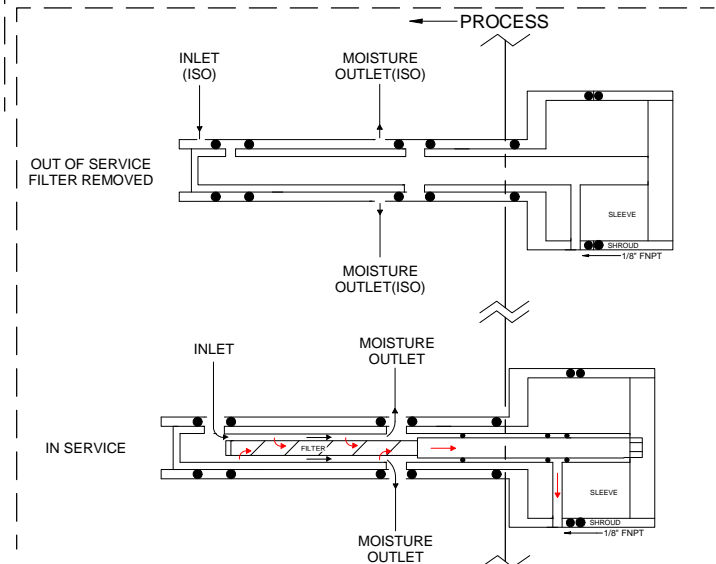 PROCESS
INLET
(ISO)
MOISTURE
OUTLET(ISO)
OUT OF SERVICE
FILTER REMOVED
SLEEVE
SHROUD
1/8" FNPT
MOISTURE
OUTLET(ISO)
INLET
MOISTURE
OUTLET
IN SERVICE
FILTER
SLEEVE
SHROUD
1/8" FNPT
MOISTURE
OUTLET